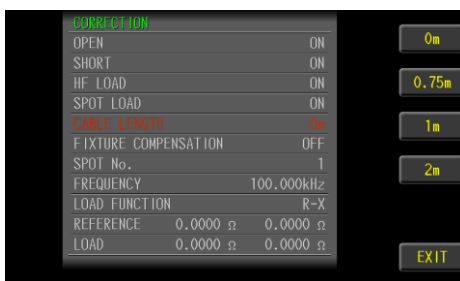 CORRECTION
OPEN ON
SHORT ON
HF LOAD ON
SPOT LOAD ON
CABLE LENGTH 0m
FIXTURE COMPENSATION OFF
SPOT No. 1
FREQUENCY 100.000kHz
LOAD FUNCTION R-X
REFERENCE 0.0000 Ω 0.0000 Ω
LOAD 0.0000 Ω 0.0000 Ω
0m
0.75m
1m
2m
EXIT